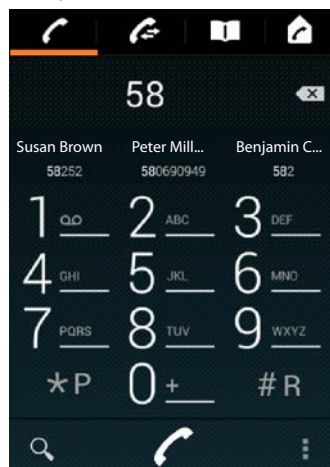 58
Susan Brown Peter Mill... Benjamin C...
58252 580690949 582
1 2 ABC 3 DEF
4 GHI 5 JKL 6 MNO
7 PQRS 8 TUV 9 WXYZ
*P 0 + #R